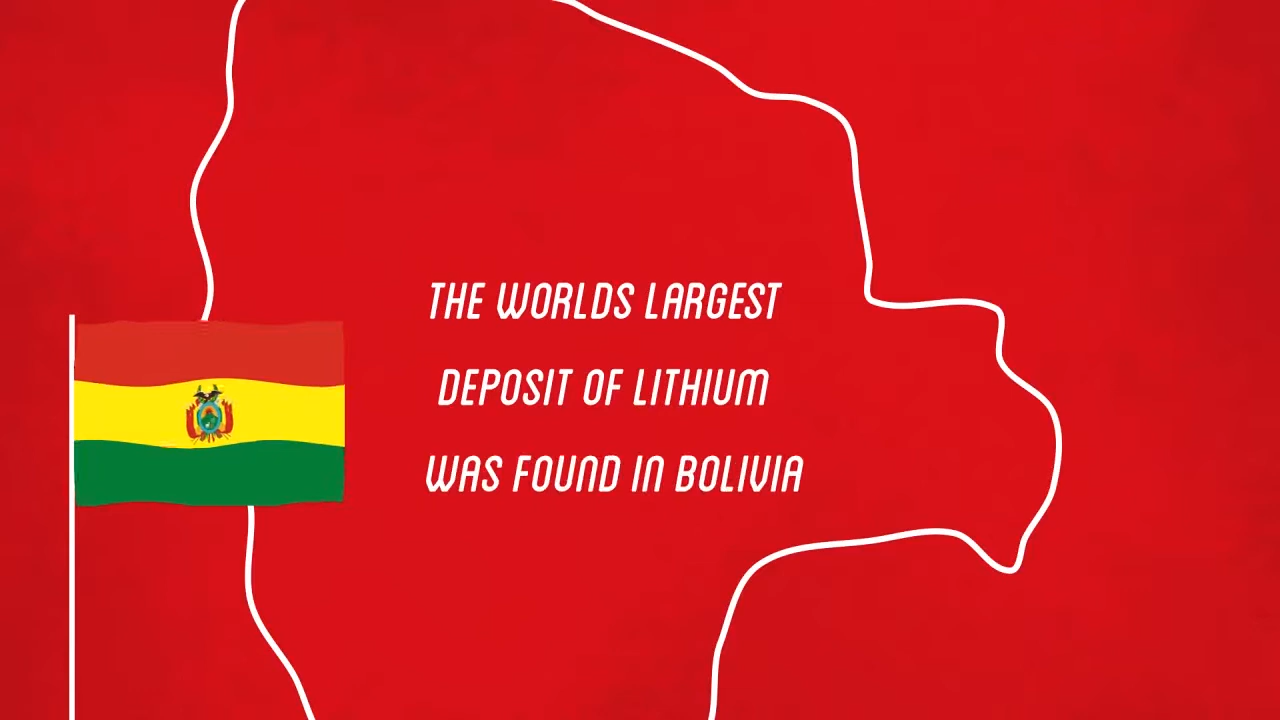 THE WORLDS LARGEST
DEPOSIT OF LITHIUM
WAS FOUND IN BOLIVIA